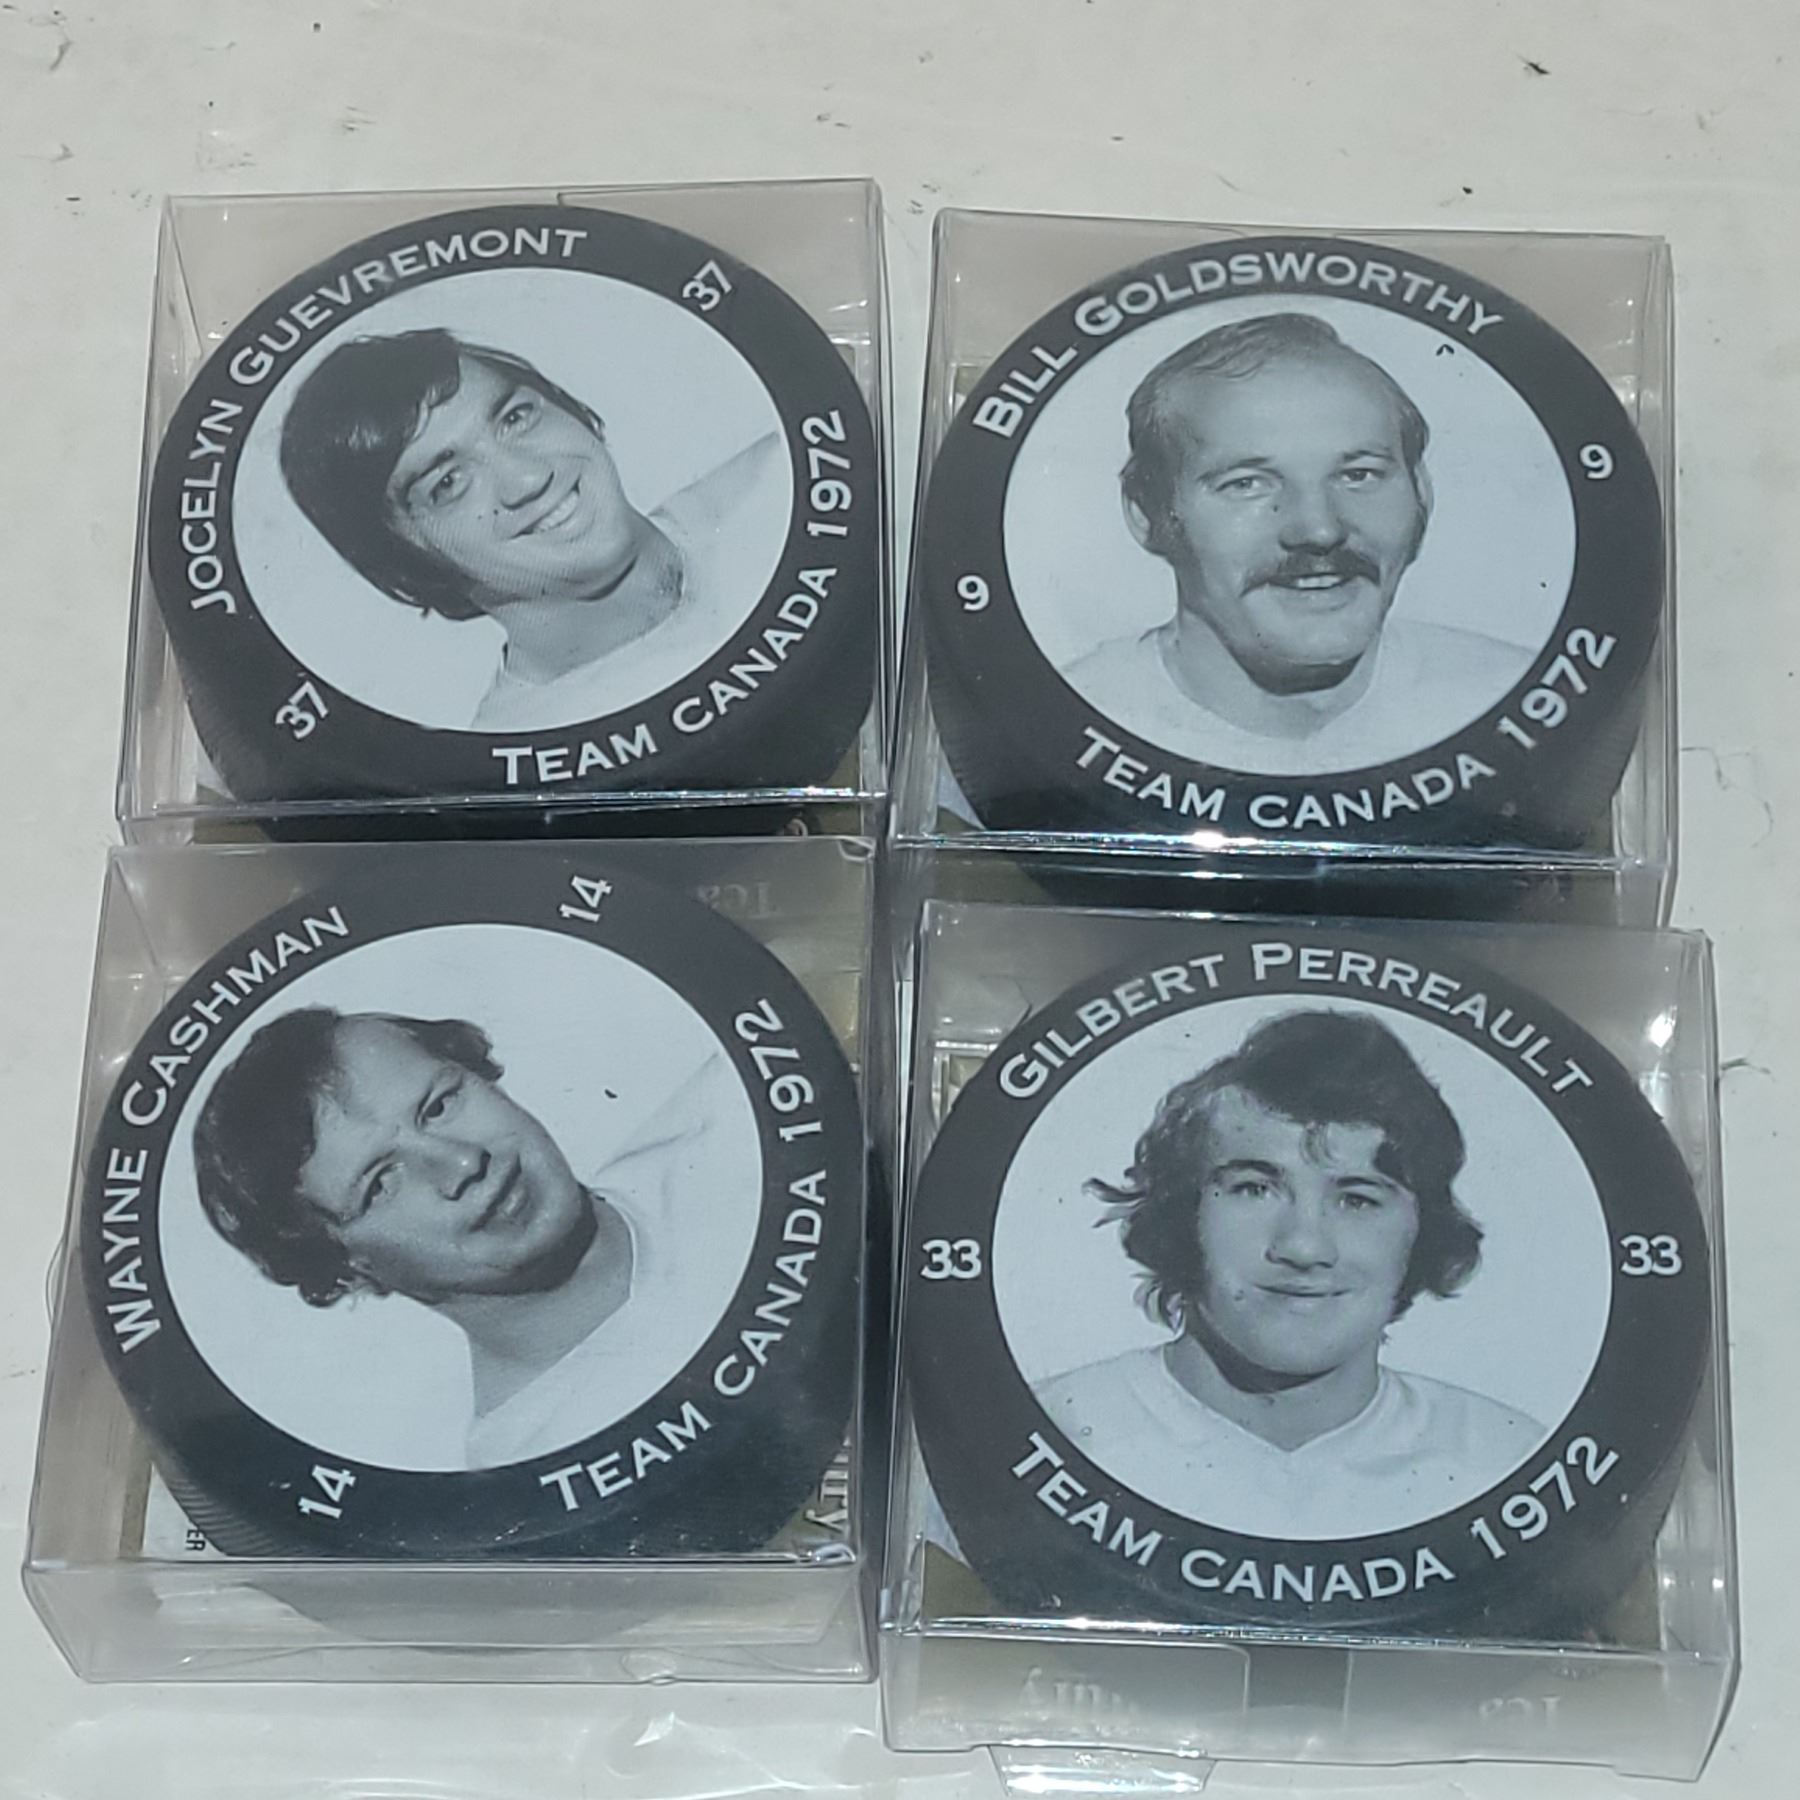 JOCELYN GUEVREMONT
37
37
TEAM CANADA 1972
BILL GOLDSWORTHY
9
9
TEAM CANADA 1972
WAYNE CASHMAN
14
14
TEAM CANADA 1972
GILBERT PERREAULT
33
33
TEAM CANADA 1972